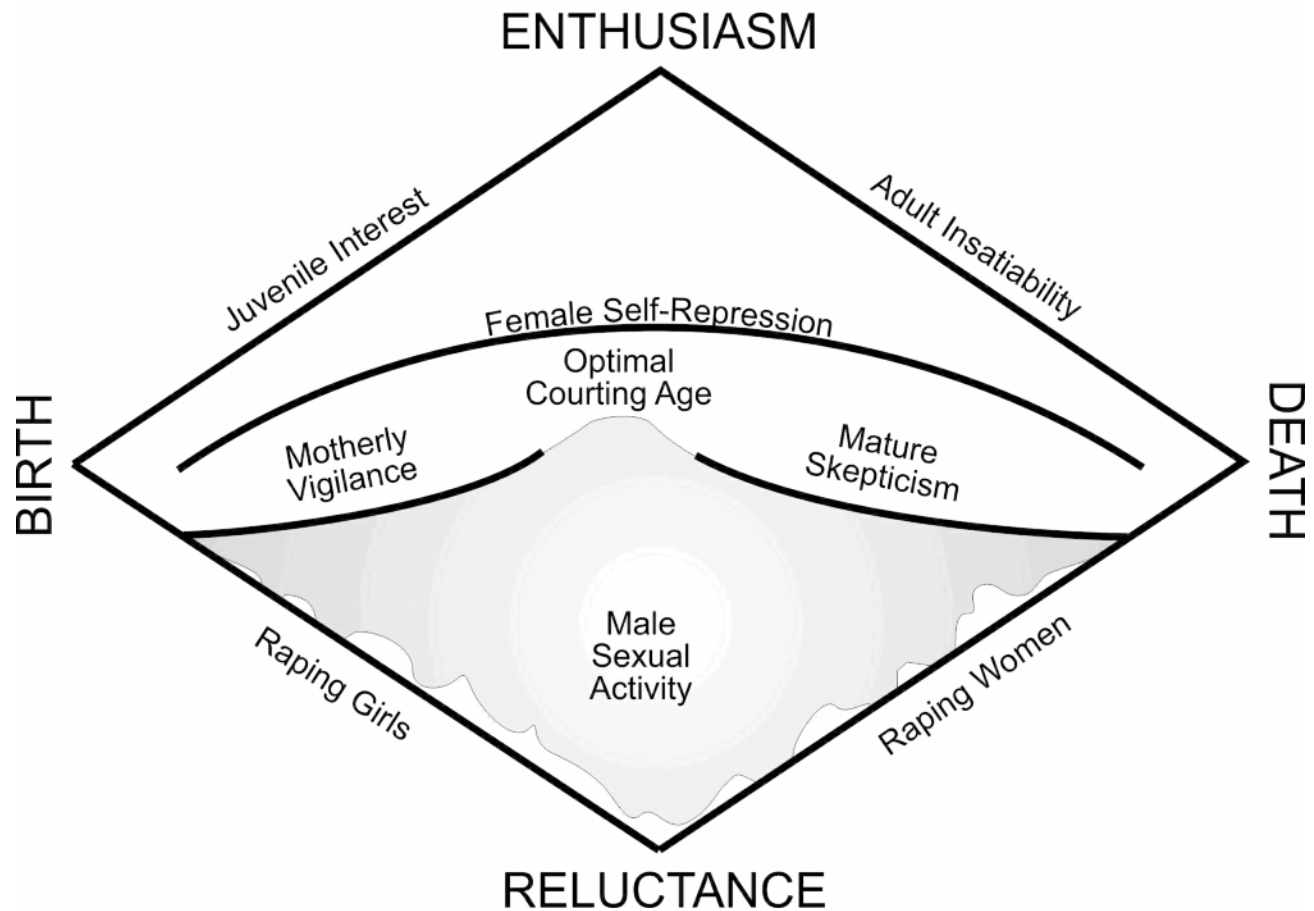 ENTHUSIASM
Juvenile Interest
Adult Insatiability
Female Self-Repression
Optimal
Courting Age
BIRTH
DEATH
Motherly
Vigilance
Mature
Skepticism
Male
Sexual
Activity
Raping Girls
Raping Women
RELUCTANCE